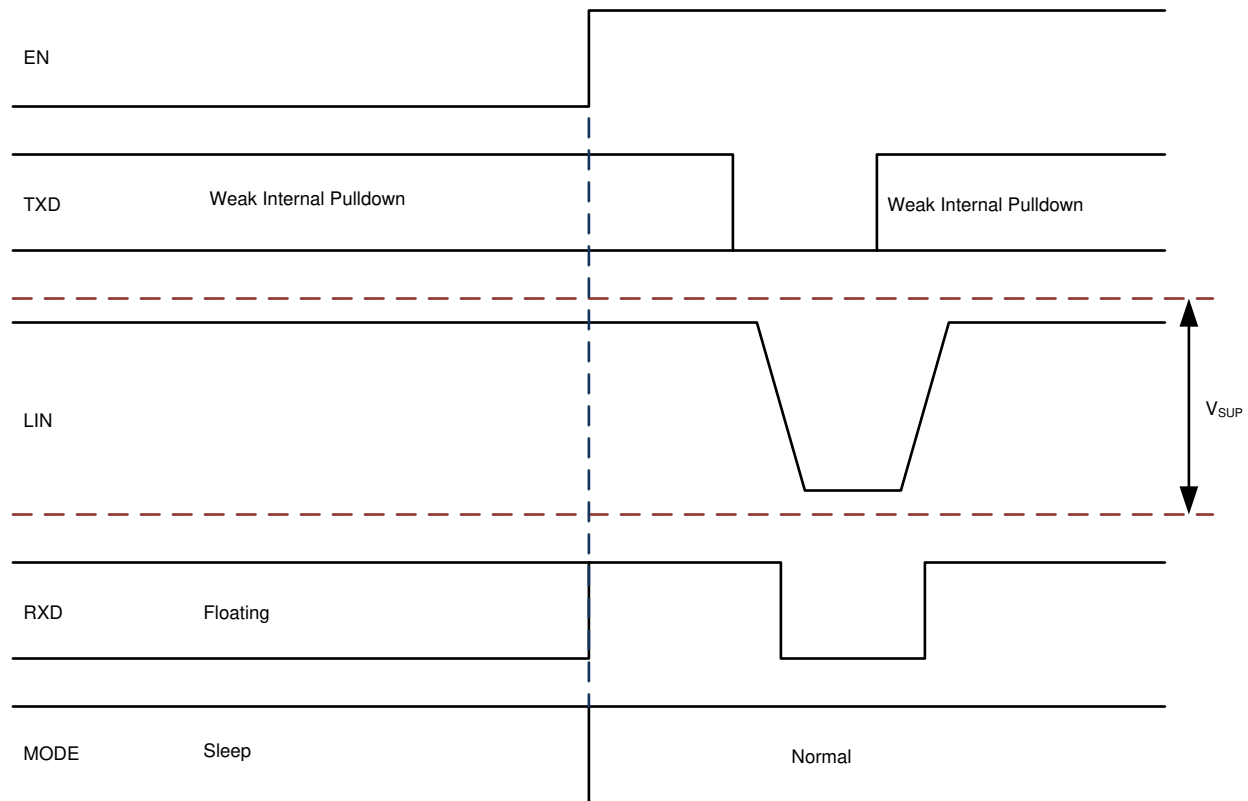 EN
TXD
Weak Internal Pulldown
Weak Internal Pulldown
LIN
VSUP
RXD
Floating
MODE
Sleep
Normal